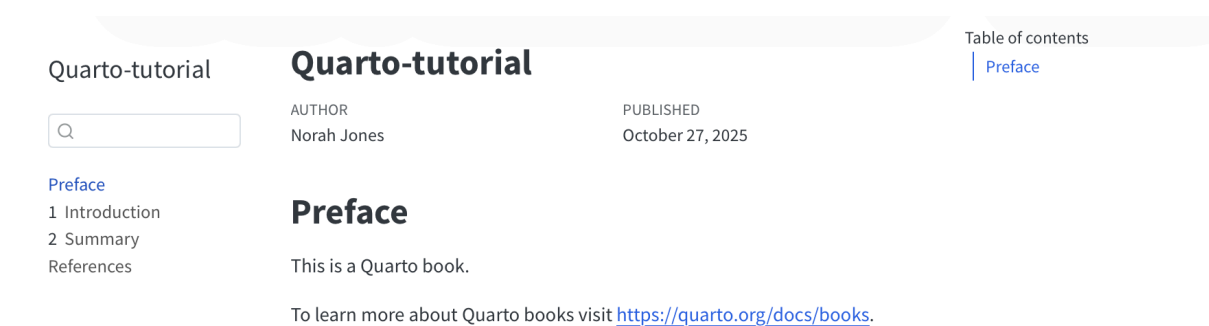 Quarto-tutorial
Preface
1 Introduction
2 Summary
References
Quarto-tutorial
AUTHOR
Norah Jones
PUBLISHED
October 27, 2025
Preface
This is a Quarto book.
To learn more about Quarto books visit https://quarto.org/docs/books.
Table of contents
Preface